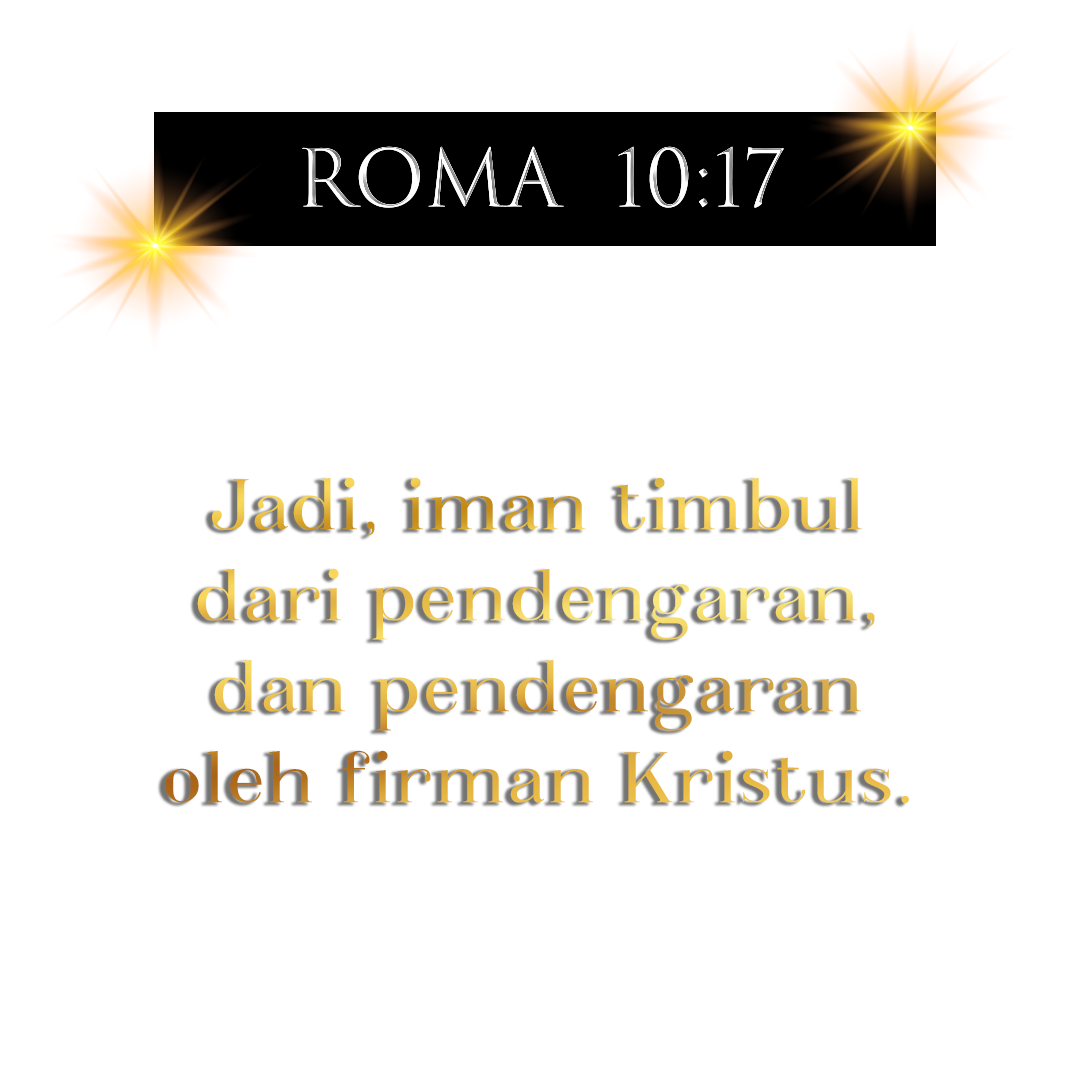 ROMA 10:17
Jadi, iman timbul
dari pendengaran,
dan pendengaran
oleh firman Kristus.